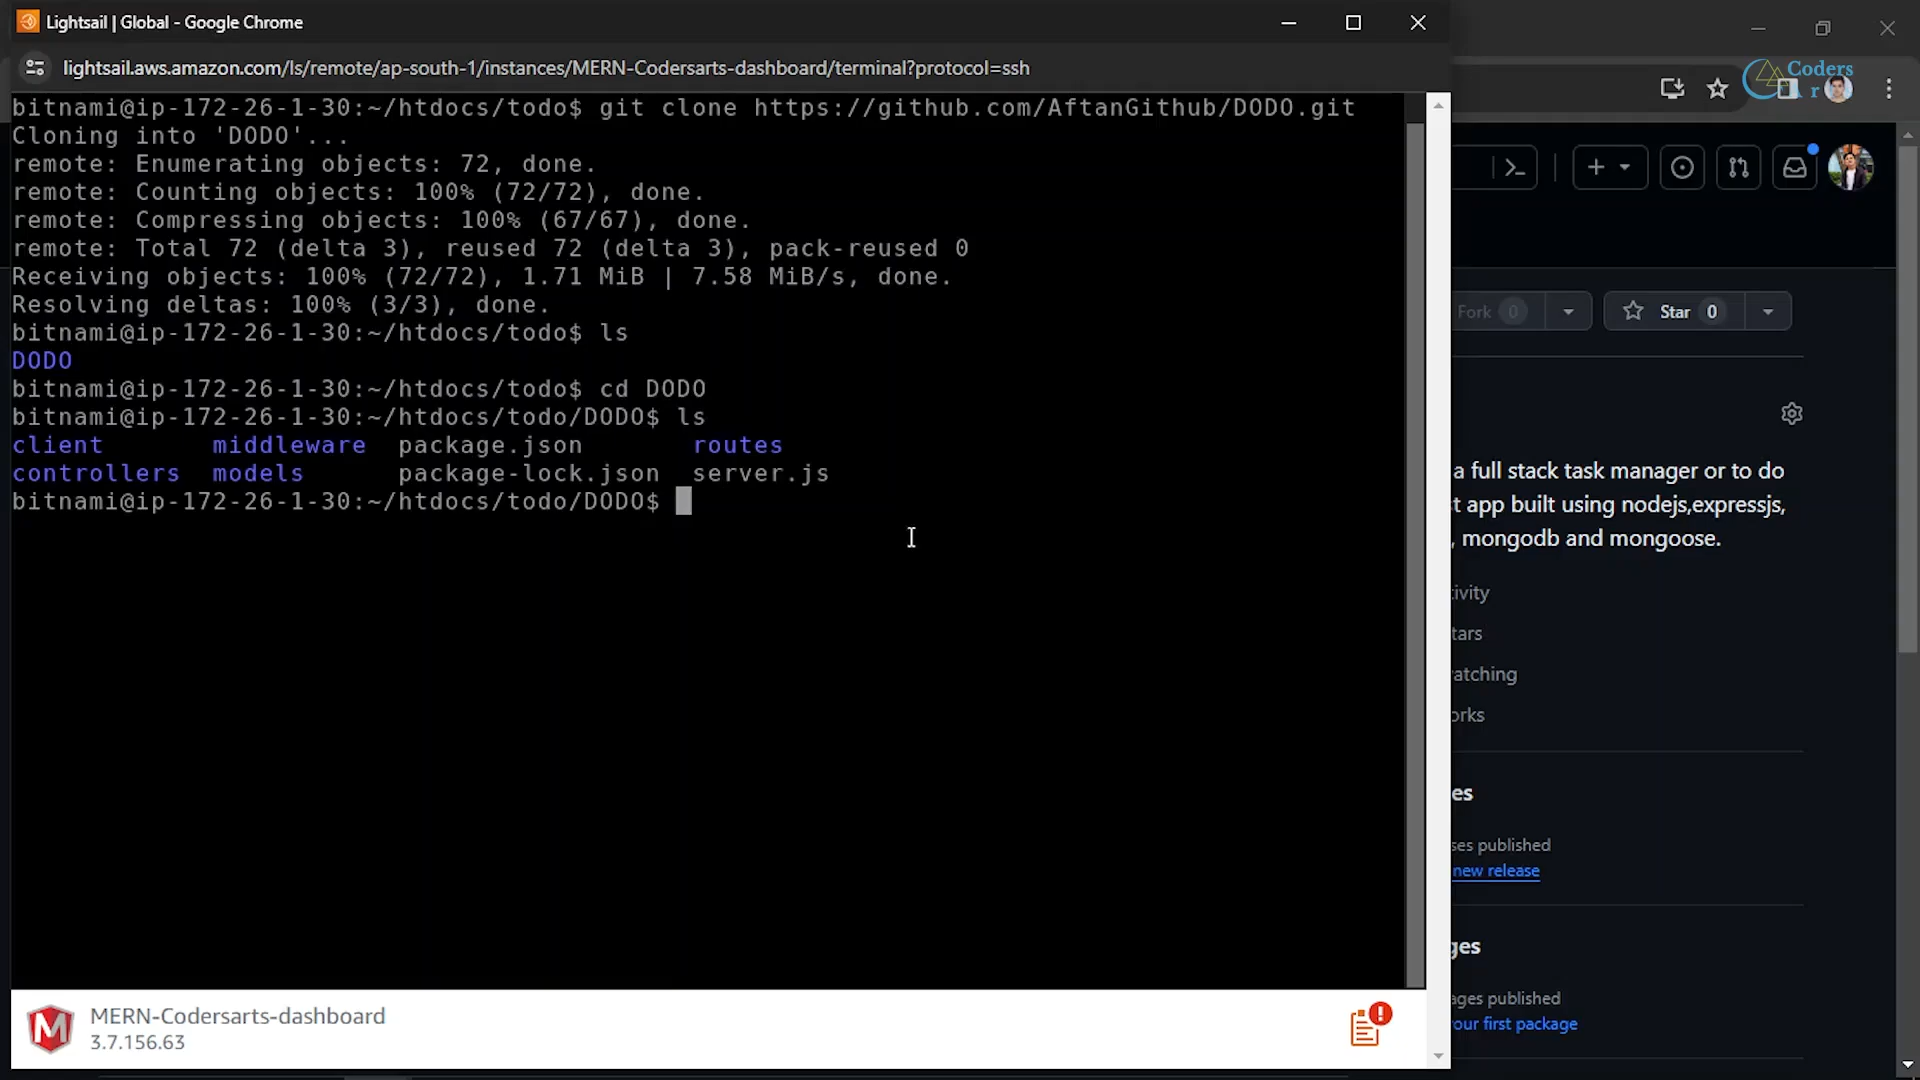 Lightsail | Global - Google Chrome
lightsail.aws.amazon.com/ls/remote/ap-south-1/instances/MERN-Codersarts-dashboard/terminal?protocol=ssh
bitnami@ip-172-26-1-30:~/htdocs/todo$ git clone https://github.com/AftanGithub/DODO.git
Cloning into 'DODO'...
remote: Enumerating objects: 72, done.
remote: Counting objects: 100% (72/72), done.
remote: Compressing objects: 100% (67/67), done.
remote: Total 72 (delta 3), reused 72 (delta 3), pack-reused 0
Receiving objects: 100% (72/72), 1.71 MiB | 7.58 MiB/s, done.
Resolving deltas: 100% (3/3), done.
bitnami@ip-172-26-1-30:~/htdocs/todo$ ls
DODO
bitnami@ip-172-26-1-30:~/htdocs/todo$ cd DODO
bitnami@ip-172-26-1-30:~/htdocs/todo/DODO$ ls
client middleware package.json routes
controllers models package-lock.json server.js
bitnami@ip-172-26-1-30:~/htdocs/todo/DODO$
MERN-Codersarts-dashboard
3.7.156.63
Coders
Fork 0
Star 0
a full stack task manager or to do
t app built using nodejs,expressjs,
, mongodb and mongoose.
ivity
tars
atching
orks
es
ses published
new release
ges
ages published
our first package